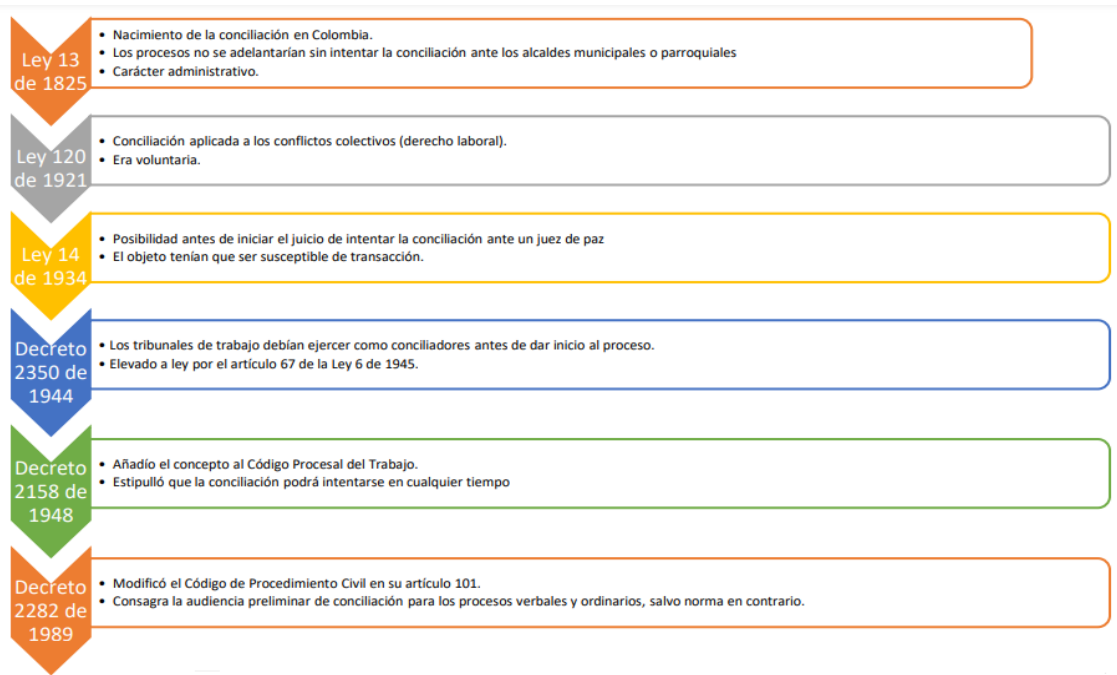 Ley 13
de 1825
• Nacimiento de la conciliación en Colombia.
• Los procesos no se adelantarían sin intentar la conciliación ante los alcaldes municipales o parroquiales
• Carácter administrativo.
Ley 120
de 1921
• Conciliación aplicada a los conflictos colectivos (derecho laboral).
• Era voluntaria.
Ley 14
de 1934
• Posibilidad antes de iniciar el juicio de intentar la conciliación ante un juez de paz
• El objeto tenían que ser susceptible de transacción.
Decreto
2350 de
1944
• Los tribunales de trabajo debían ejercer como conciliadores antes de dar inicio al proceso.
• Elevado a ley por el artículo 67 de la Ley 6 de 1945.
Decreto
2158 de
1948
• Añadío el concepto al Código Procesal del Trabajo.
• Estipulló que la conciliación podrá intentarse en cualquier tiempo
Decreto
2282 de
1989
• Modificó el Código de Procedimiento Civil en su artículo 101.
• Consagra la audiencia preliminar de conciliación para los procesos verbales y ordinarios, salvo norma en contrario.